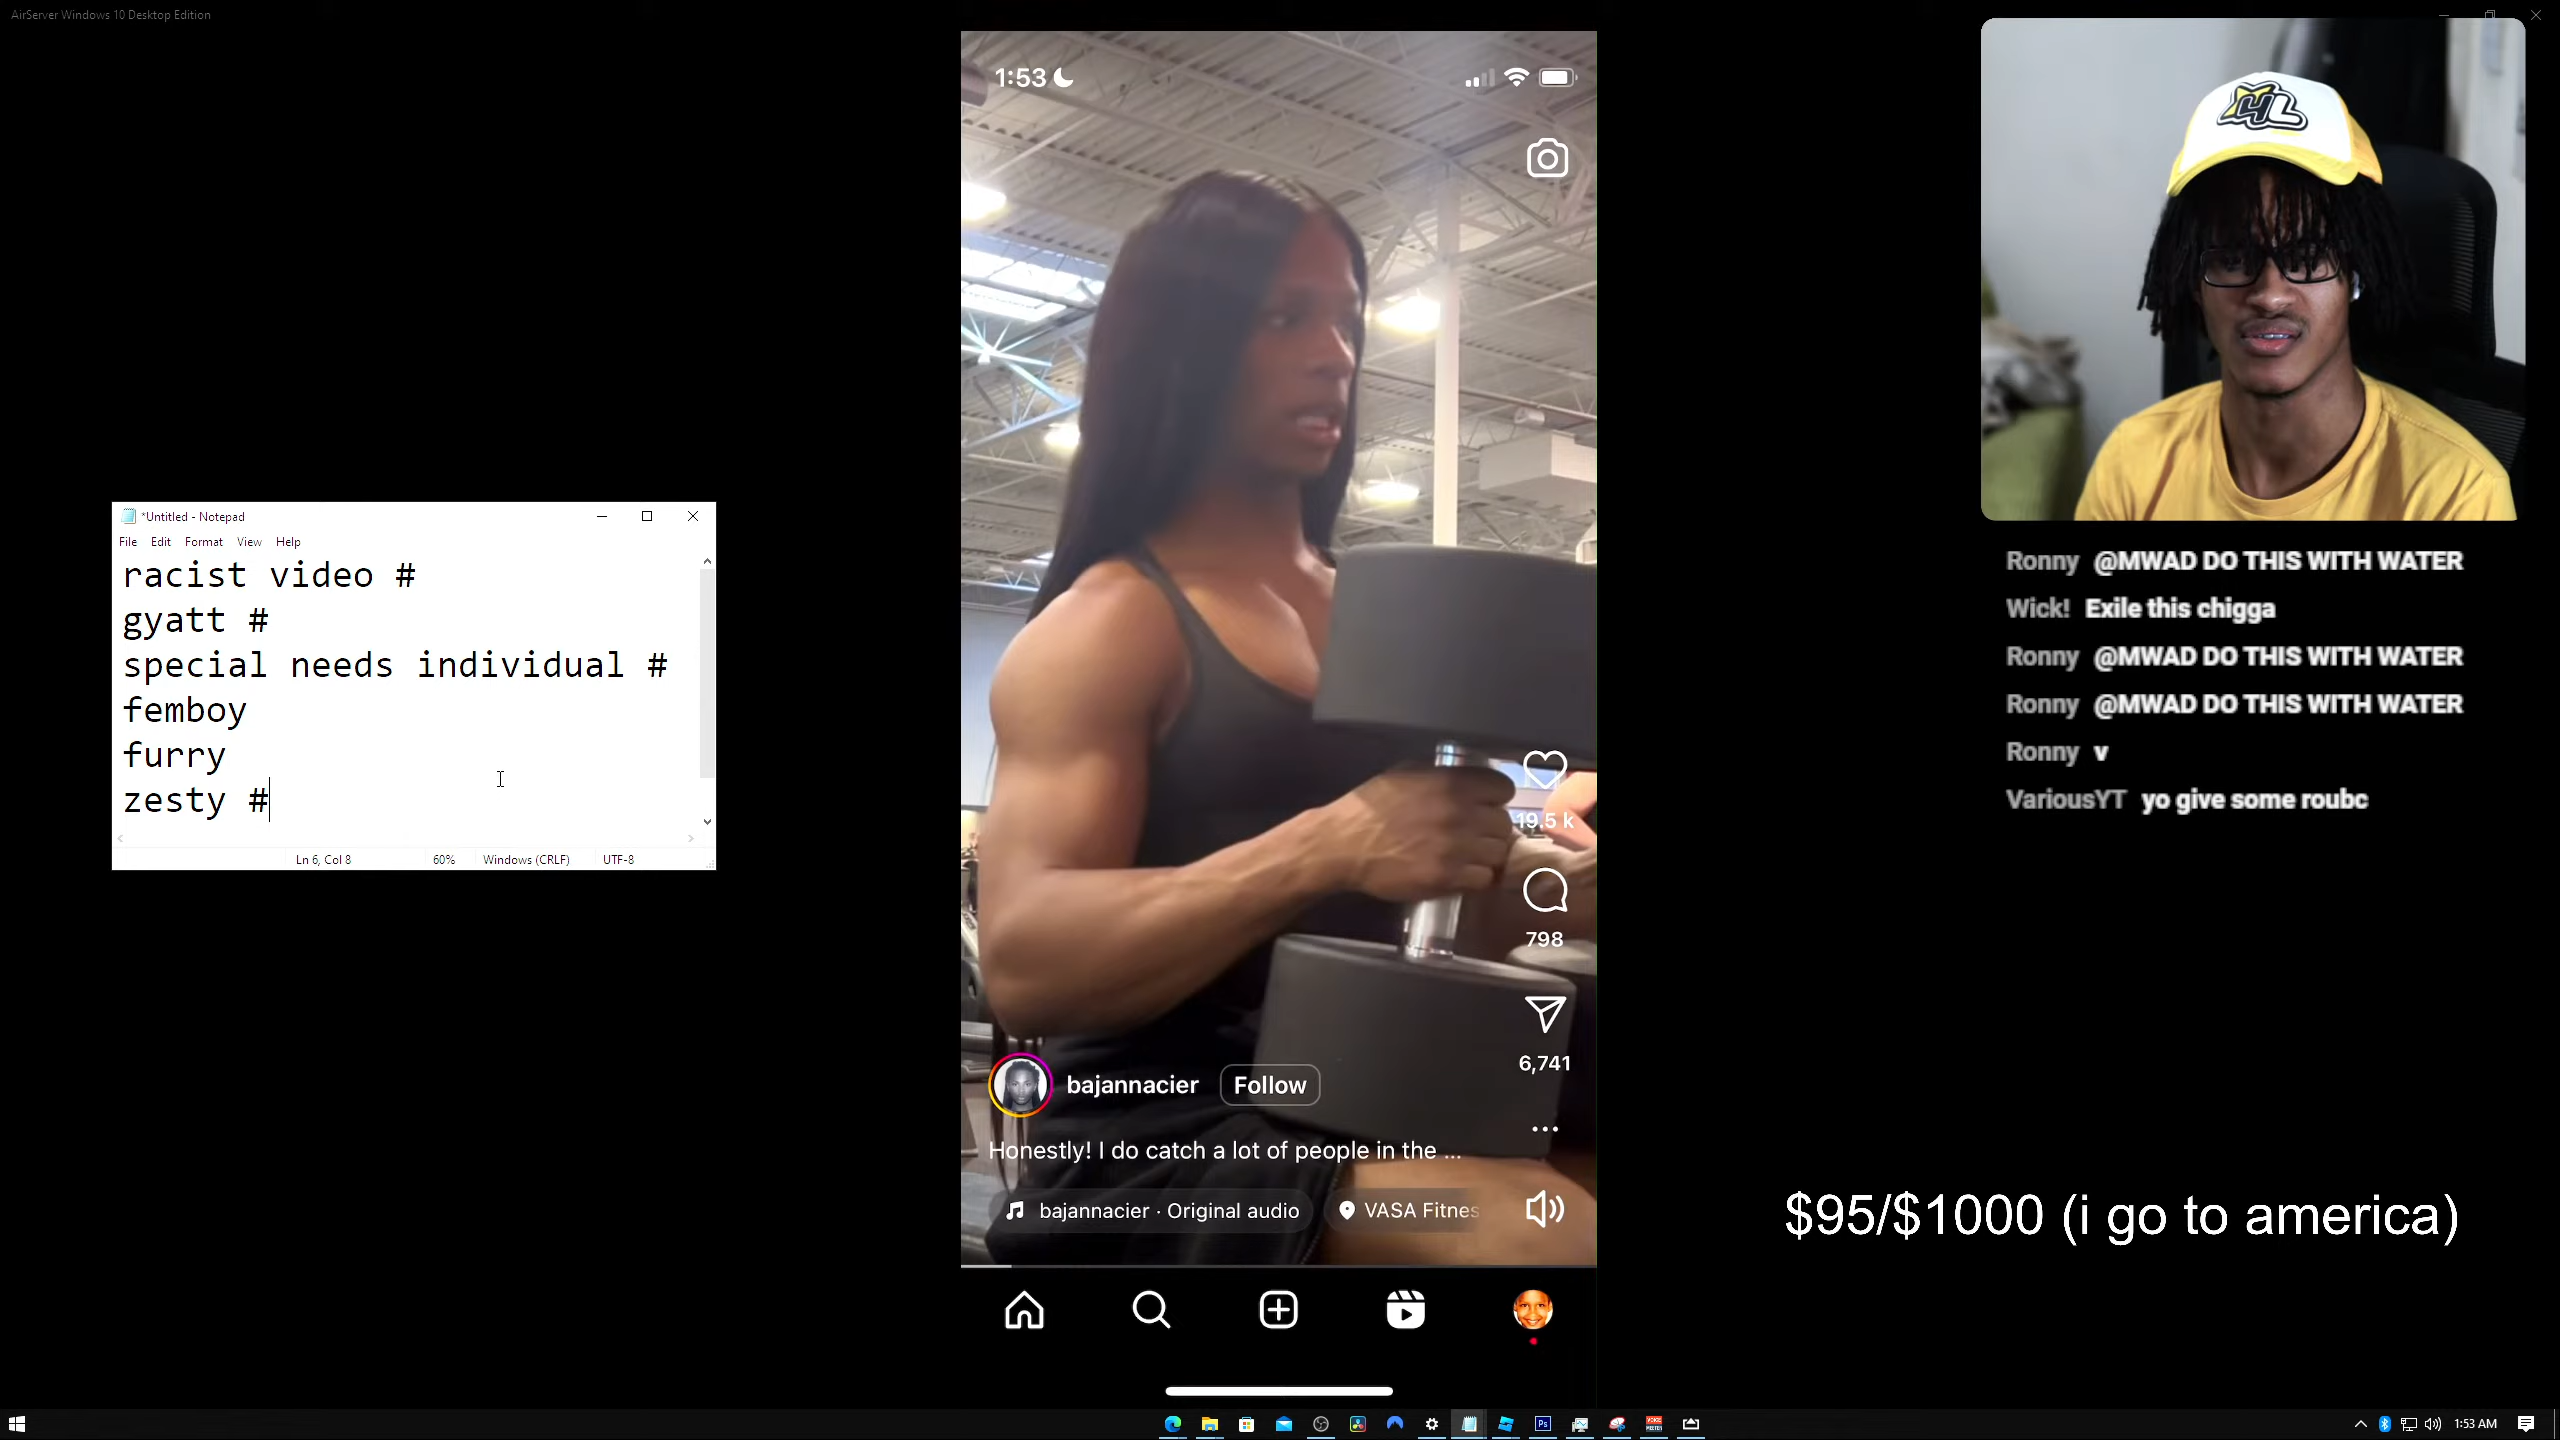 AirServer Windows 10 Desktop Edition
1:53
4L
*Untitled - Notepad
File Edit Format View Help
racist video #
gyatt #
special needs individual #
femboy
furry
zesty #
Ln 6, Col 8 60% Windows (CRLF) UTF-8
19.5 k
798
6,741
bajannacier Follow
Honestly! I do catch a lot of people in the ...
bajannacier · Original audio VASA Fitnes
Ronny @MWAD DO THIS WITH WATER
Wick! Exile this chigga
Ronny @MWAD DO THIS WITH WATER
Ronny @MWAD DO THIS WITH WATER
Ronny v
VariousYT yo give some roubc
$95/$1000 (i go to america)
Ps
1:53 AM